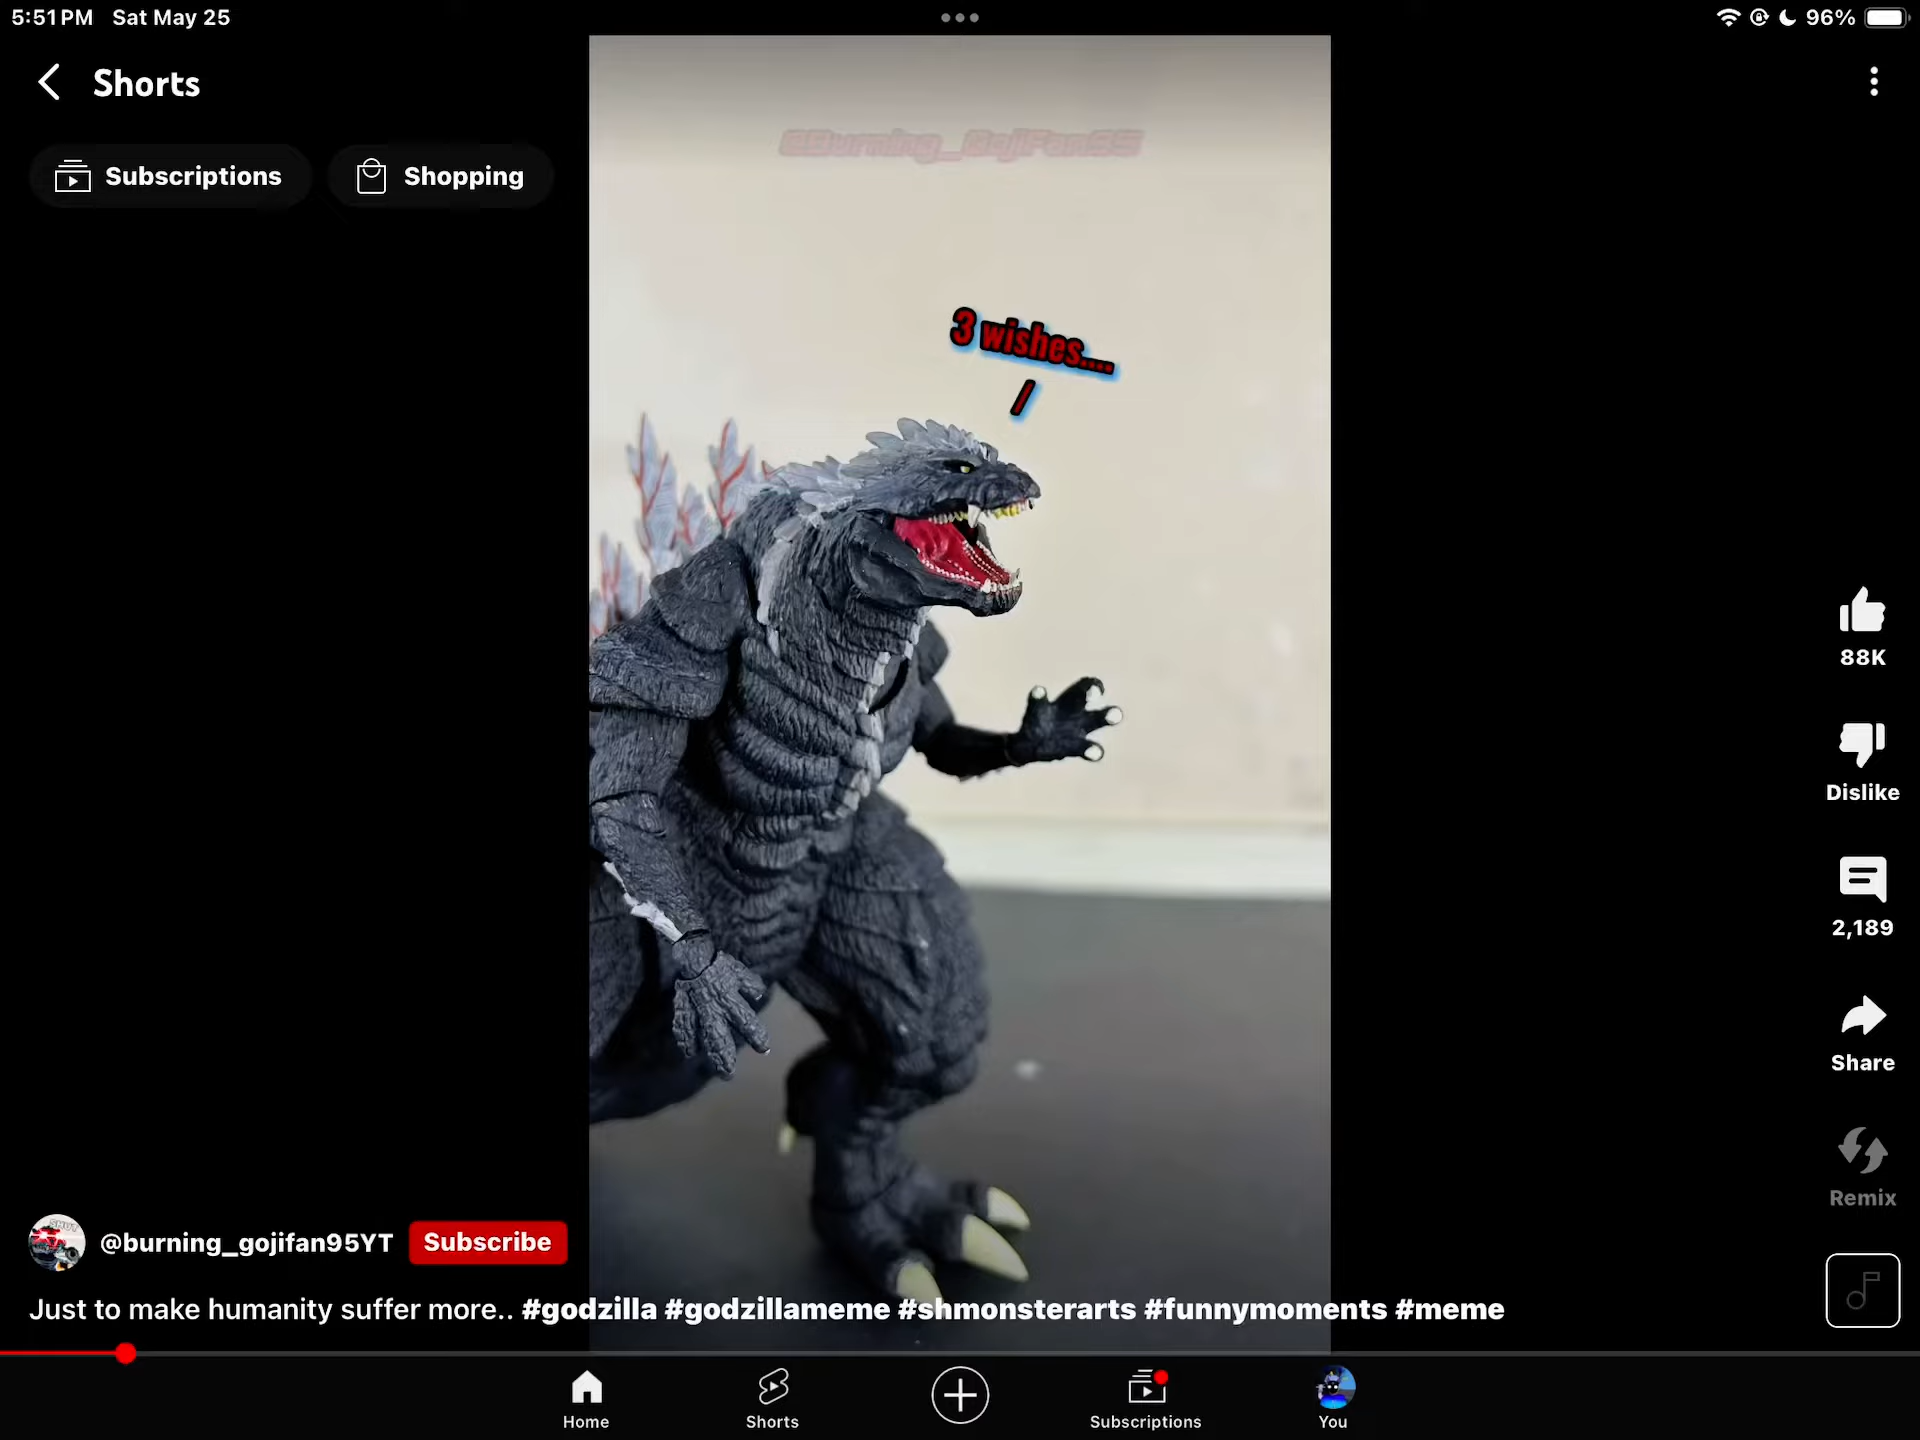 5:51 PM Sat May 25
96%
Shorts
Subscriptions
Shopping
@Burning_GojiFan95
3 wishes....
/
88K
Dislike
2,189
Share
Remix
@burning_gojifan95YT
Subscribe
Just to make humanity suffer more.. #godzilla #godzillameme #shmonsterarts #funnymoments #meme
Home
Shorts
Subscriptions
You